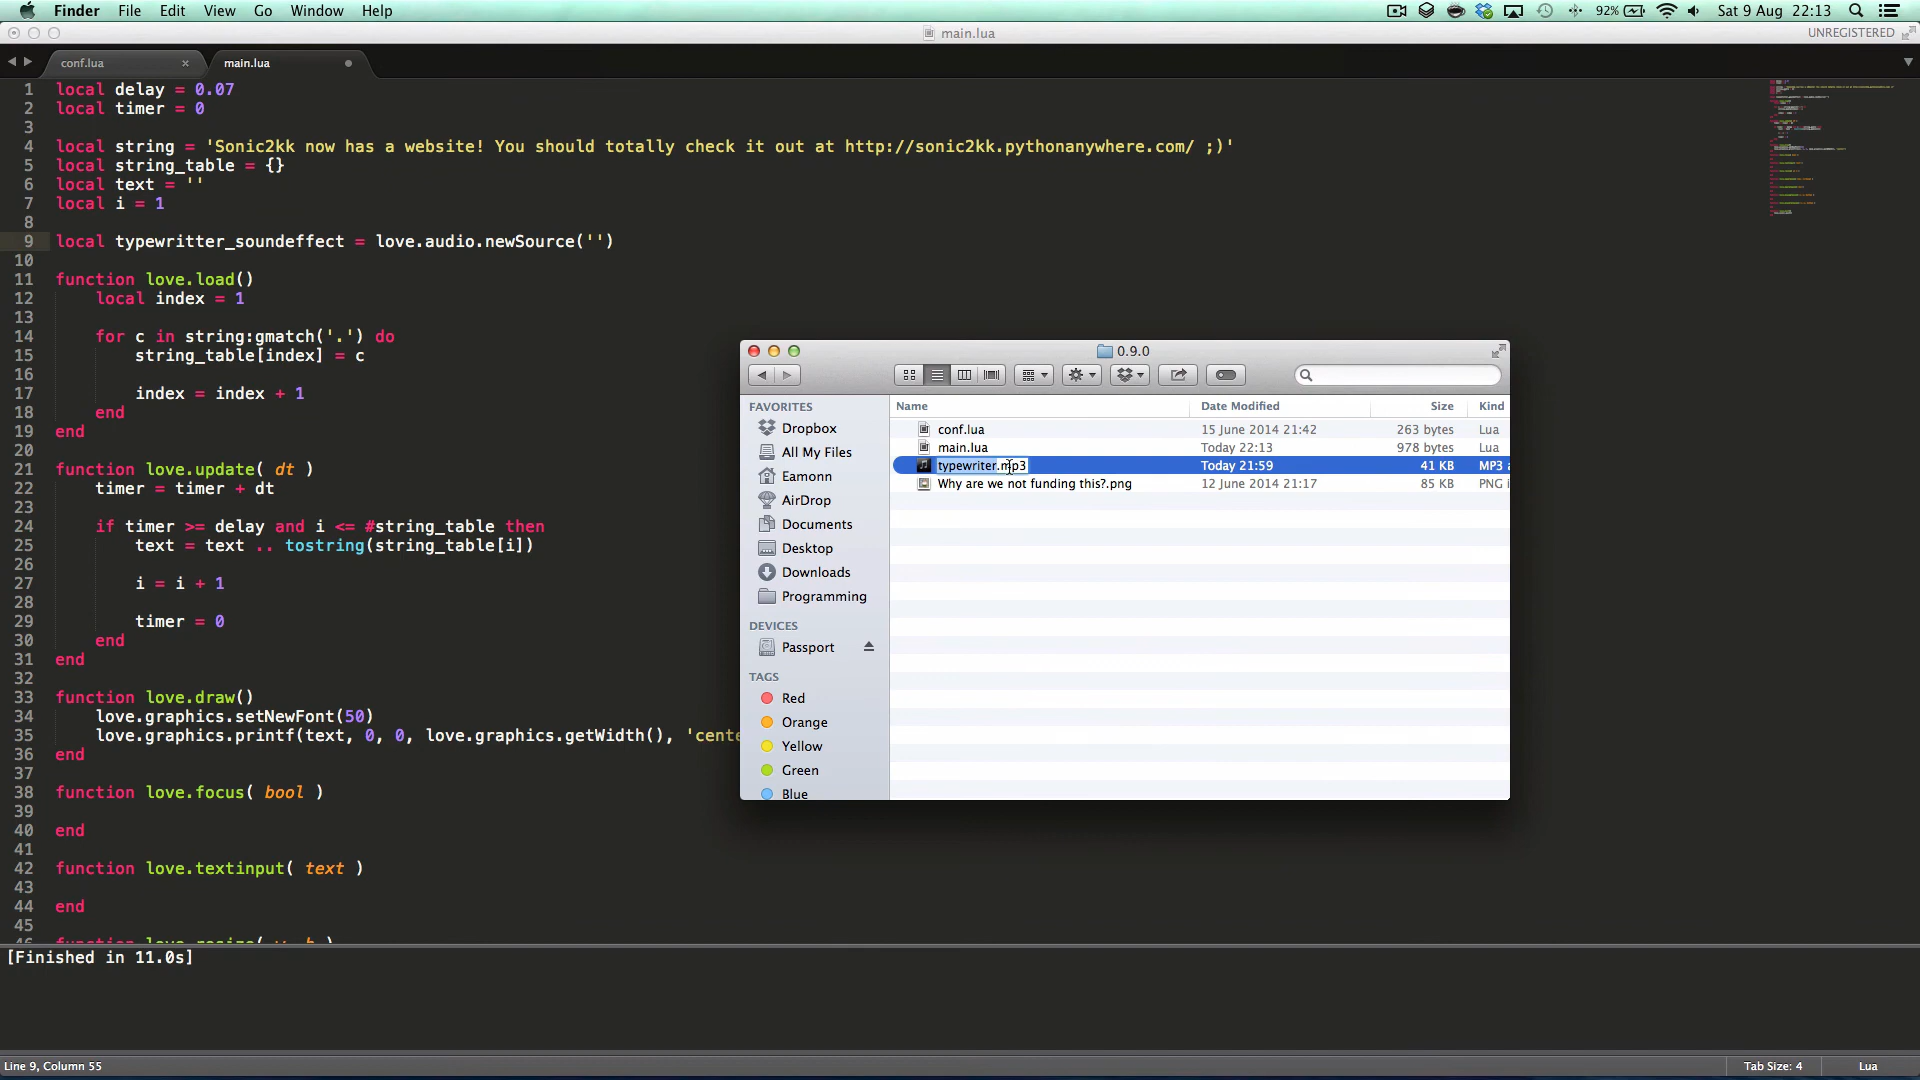 Finder File Edit View Go Window Help 92% Sat 9 Aug 22:13
main.lua UNREGISTERED
conf.lua main.lua
1 local delay = 0.07
2 local timer = 0
3
4 local string = 'Sonic2kk now has a website! You should totally check it out at http://sonic2kk.pythonanywhere.com/ ;)'
5 local string_table = {}
6 local text = ''
7 local i = 1
8
9 local typewritter_soundeffect = love.audio.newSource('')
10
11 function love.load()
12 local index = 1
13
14 for c in string:gmatch('.') do
15 string_table[index] = c
16
17 index = index + 1
18 end
19 end
20
21 function love.update( dt )
22 timer = timer + dt
23
24 if timer >= delay and i <= #string_table then
25 text = text .. tostring(string_table[i])
26
27 i = i + 1
28
29 timer = 0
30 end
31 end
32
33 function love.draw()
34 love.graphics.setNewFont(50)
35 love.graphics.printf(text, 0, 0, love.graphics.getWidth(), 'cente
36 end
37
38 function love.focus( bool )
39
40 end
41
42 function love.textinput( text )
43
44 end
45
[Finished in 11.0s]
Line 9, Column 55 Tab Size: 4 Lua
0.9.0
FAVORITES
Dropbox
All My Files
Eamonn
AirDrop
Documents
Desktop
Downloads
Programming
DEVICES
Passport
TAGS
Red
Orange
Yellow
Green
Blue
Name Date Modified Size Kind
conf.lua 15 June 2014 21:42 263 bytes Lua
main.lua Today 22:13 978 bytes Lua
typewriter.mp3 Today 21:59 41 KB MP3 a
Why are we not funding this?.png 12 June 2014 21:17 85 KB PNG i